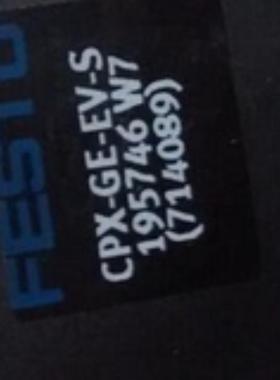 FESTO
CPX-GE-EV-S
195746 W7
(714089)